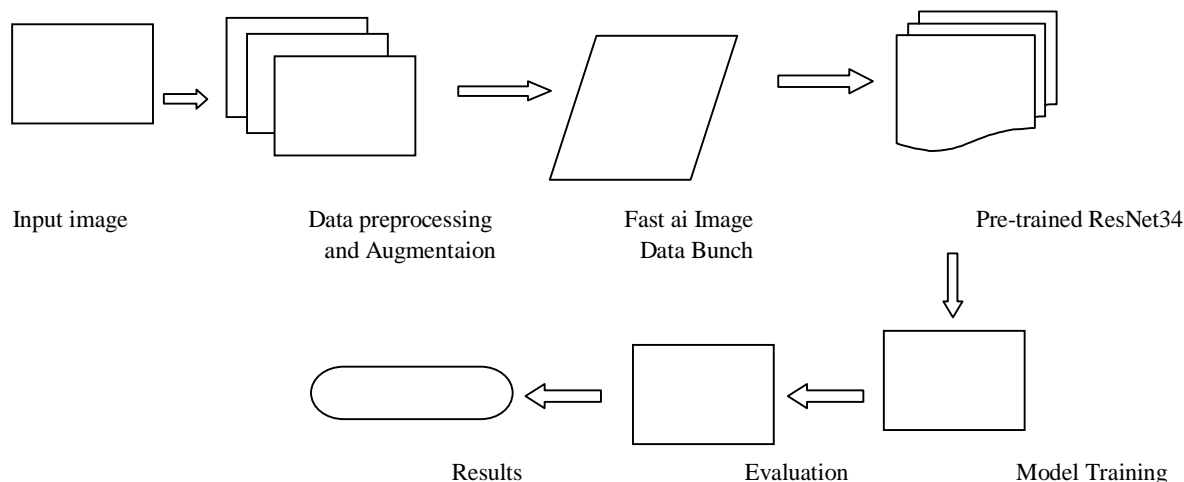 Input image
Data preprocessing
and Augmentaion
Fast ai Image
Data Bunch
Pre-trained ResNet34
Results
Evaluation
Model Training